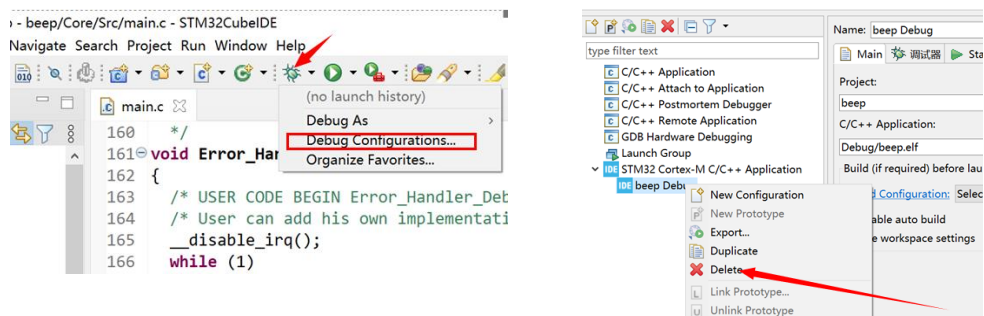 - beep/Core/Src/main.c - STM32CubeIDE
Navigate Search Project Run Window Help
(no launch history)
main.c
Debug As
Debug Configurations...
Organize Favorites...
160 */
161 void Error_Han
162 {
163 /* USER CODE BEGIN Error_Handler_Deb
164 /* User can add his own implementati
165 __disable_irq();
166 while (1)
type filter text
C/C++ Application
C/C++ Attach to Application
C/C++ Postmortem Debugger
C/C++ Remote Application
GDB Hardware Debugging
Launch Group
STM32 Cortex-M C/C++ Application
beep Debu
New Configuration
New Prototype
Export...
Duplicate
Delete
Link Prototype...
Unlink Prototype
Name: beep Debug
Main 调试器 Sta
Project:
beep
C/C++ Application:
Debug/beep.elf
Build (if required) before lau
d Configuration: Selec
able auto build
e workspace settings